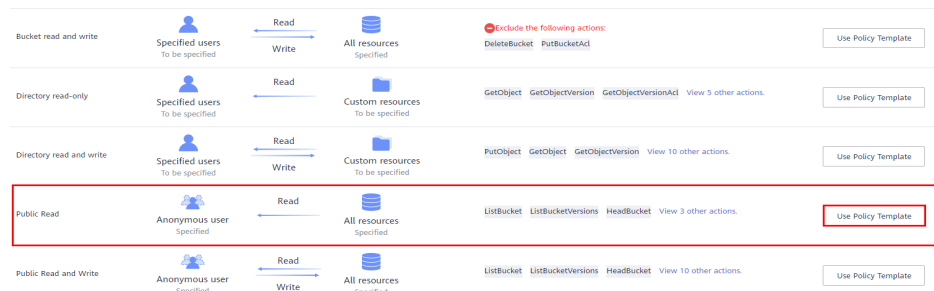 Bucket read and write
Specified users
To be specified
Read
Write
All resources
Specified
Exclude the following actions:
DeleteBucket PutBucketAcl
Use Policy Template
Directory read-only
Specified users
To be specified
Read
Custom resources
To be specified
GetObject GetObjectVersion GetObjectVersionAcl View 5 other actions.
Use Policy Template
Directory read and write
Specified users
To be specified
Read
Write
Custom resources
To be specified
PutObject GetObject GetObjectVersion View 10 other actions.
Use Policy Template
Public Read
Anonymous user
Specified
Read
All resources
Specified
ListBucket ListBucketVersions HeadBucket View 3 other actions.
Use Policy Template
Public Read and Write
Anonymous user
Specified
Read
Write
All resources
Specified
ListBucket ListBucketVersions HeadBucket View 10 other actions.
Use Policy Template